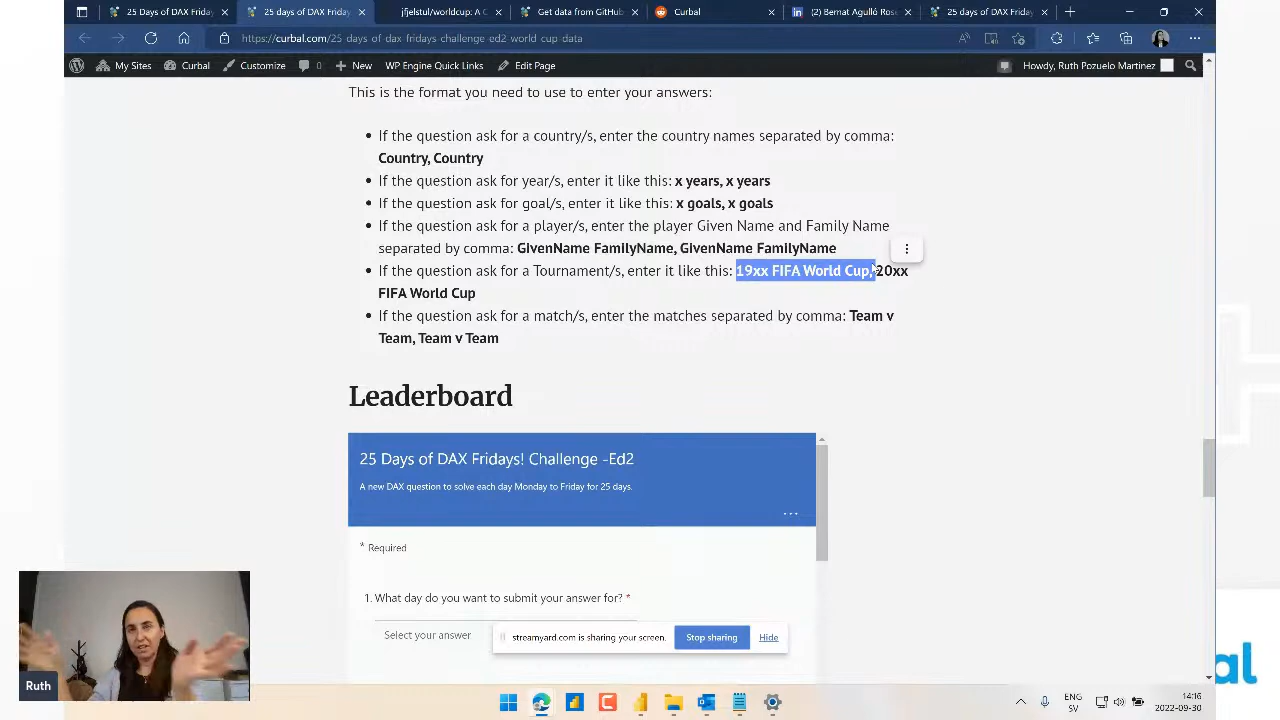 25 Days of DAX Friday
25 days of DAX Friday
jfjelstul/worldcup: A C
Get data from GitHub
Curbal
(2) Bernat Agulló Rose
25 days of DAX Friday
https://curbal.com/25-days-of-dax-fridays-challenge-ed2-world-cup-data
My Sites
Curbal
Customize
0
New
WP Engine Quick Links
Edit Page
Howdy, Ruth Pozuelo Martinez
This is the format you need to use to enter your answers:
If the question ask for a country/s, enter the country names separated by comma:
Country, Country
If the question ask for year/s, enter it like this: x years, x years
If the question ask for goal/s, enter it like this: x goals, x goals
If the question ask for a player/s, enter the player Given Name and Family Name
separated by comma: GivenName FamilyName, GivenName FamilyName
If the question ask for a Tournament/s, enter it like this: 19xx FIFA World Cup, 20xx
FIFA World Cup
If the question ask for a match/s, enter the matches separated by comma: Team v
Team, Team v Team
Leaderboard
25 Days of DAX Fridays! Challenge -Ed2
A new DAX question to solve each day Monday to Friday for 25 days.
* Required
1. What day do you want to submit your answer for? *
Select your answer
streamyard.com is sharing your screen.
Stop sharing
Hide
Ruth
al
ENG
SV
14:16
2022-09-30